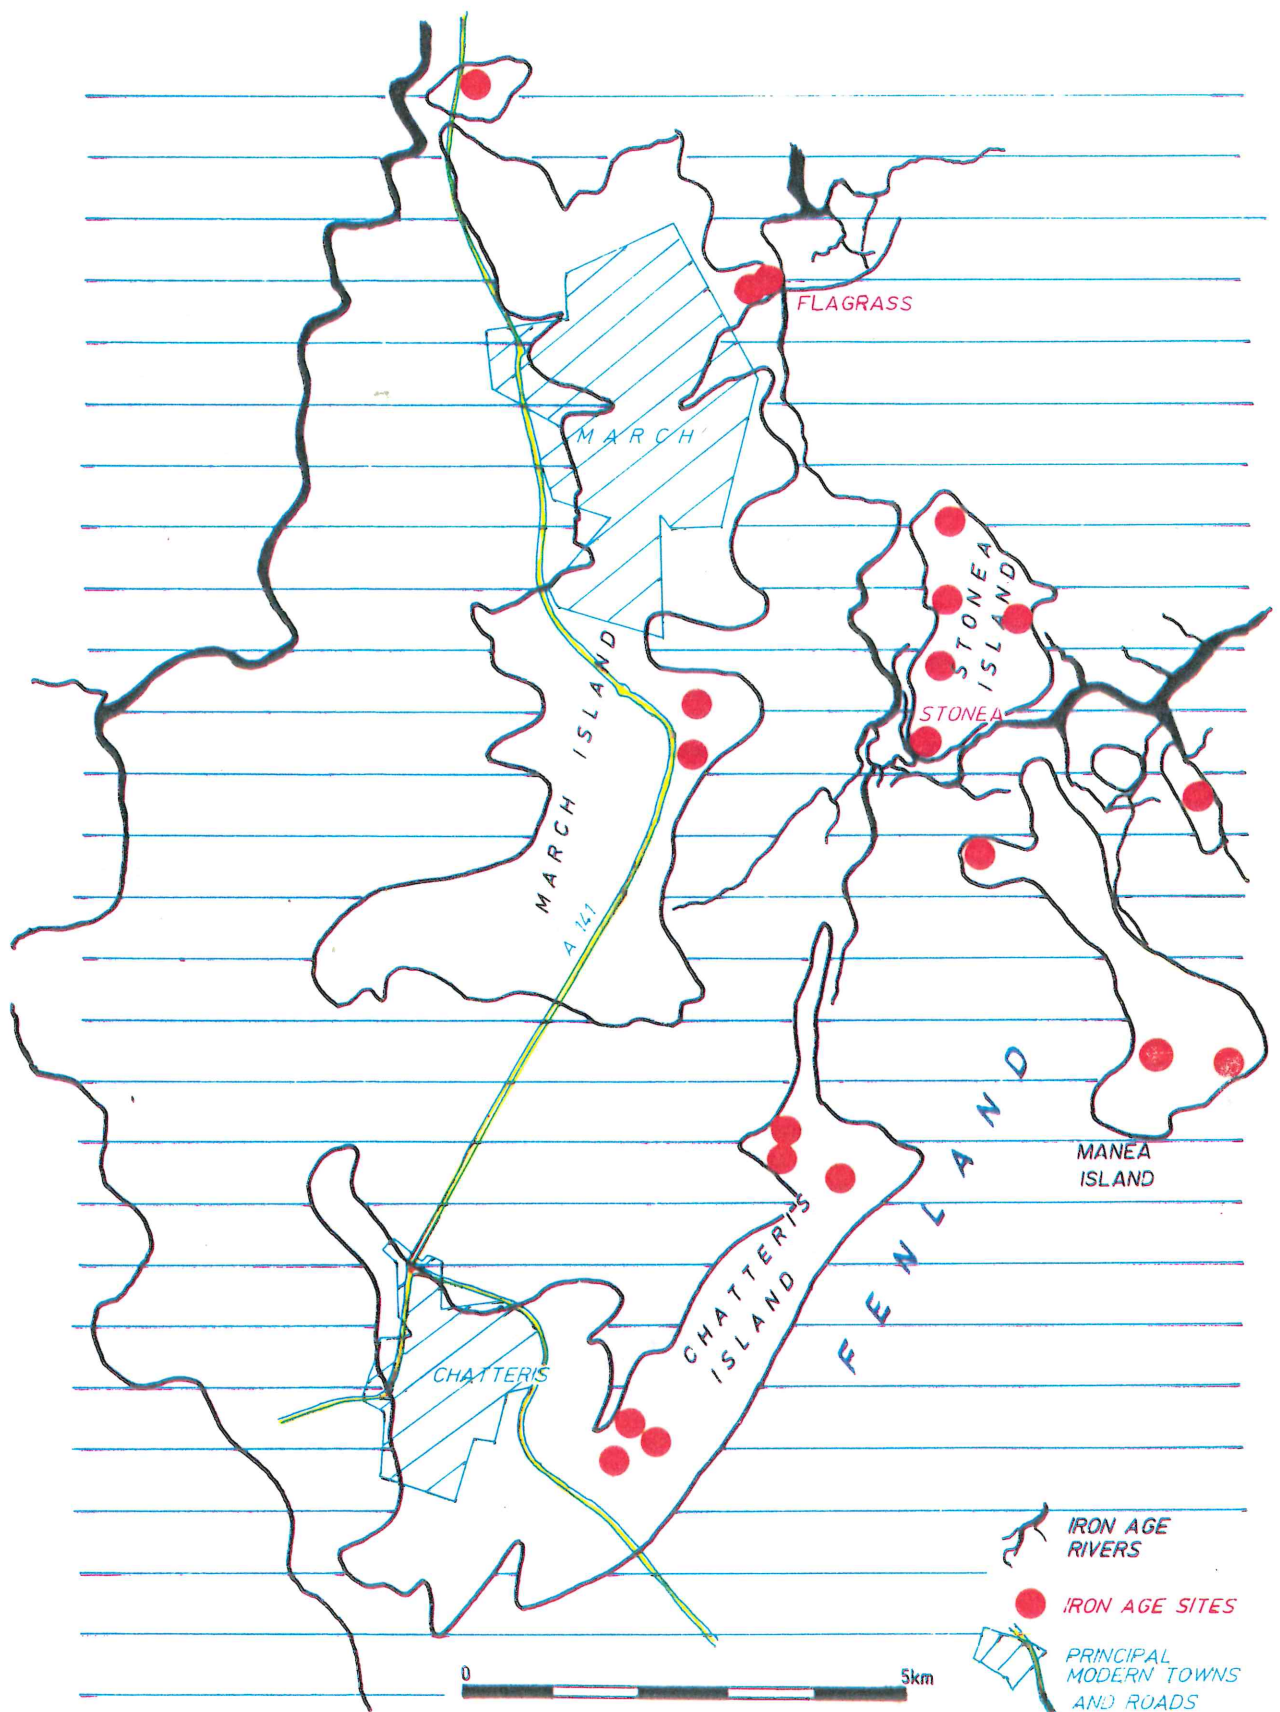 FLAGRASS
MARCH
STONEA
ISLAND
STONEA
MARCH ISLAND
A 141
FENLAND
MANEA
ISLAND
CHATTERIS
ISLAND
CHATTERIS
IRON AGE
RIVERS
IRON AGE SITES
PRINCIPAL
MODERN TOWNS
AND ROADS
0 5km